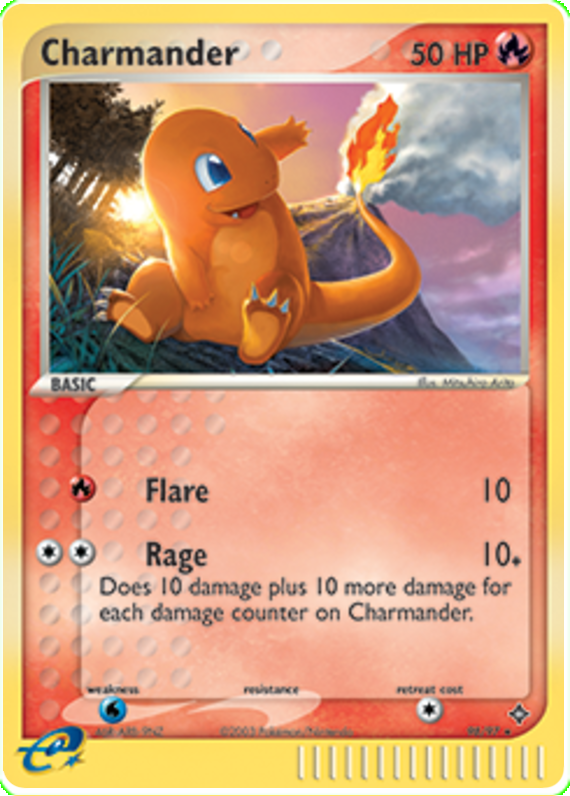 Charmander 50 HP
BASIC
Illus. Mitsuhiro Arita
Flare 10
Rage 10+
Does 10 damage plus 10 more damage for
each damage counter on Charmander.
weakness resistance retreat cost
©2003 Pokémon/Nintendo
e